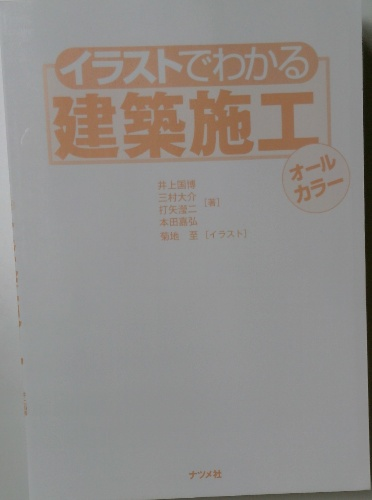 イラストでわかる
建築施工
オール
カラー
井上国博
三村大介
打矢瀅二
本田嘉弘
[著]
菊地 至 [イラスト]
ナツメ社